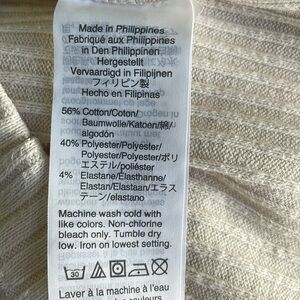 Made in Philippines
Fabriqué aux Philippines
in Den Philippinen
Hergestellt
Vervaardigd in Filipijnen
フィリピン製
Hecho en Filipinas
56% Cotton/Coton/
Baumwolle/Katoen/綿/
algodón
40% Polyester/Polyester/
Polyester/Polyester/ポリ
エステル/poliéster
4% Elastane/Élasthanne/
Elastan/Elastaan/エラス
テーン/elastano
30
Machine wash cold with
like colors. Non-chlorine
bleach only. Tumble dry
low. Iron on lowest setting.
Laver à la machine à l'eau